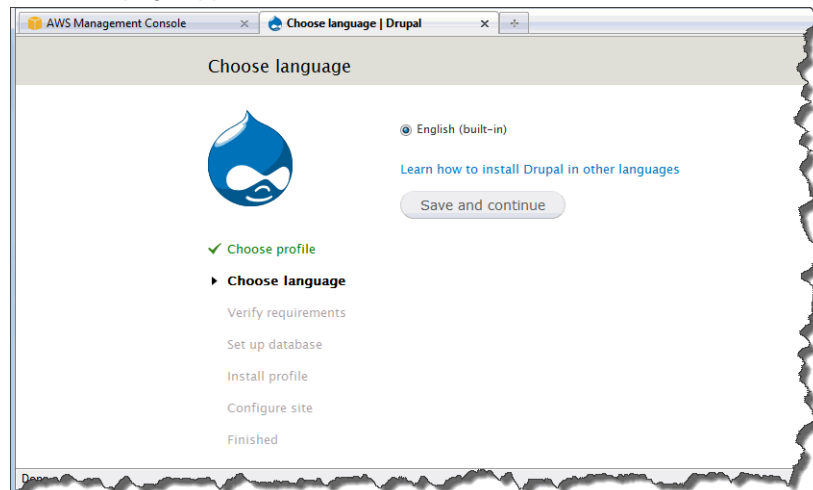 AWS Management Console
Choose language | Drupal
Choose language
English (built-in)
Learn how to install Drupal in other languages
Save and continue
Choose profile
Choose language
Verify requirements
Set up database
Install profile
Configure site
Finished